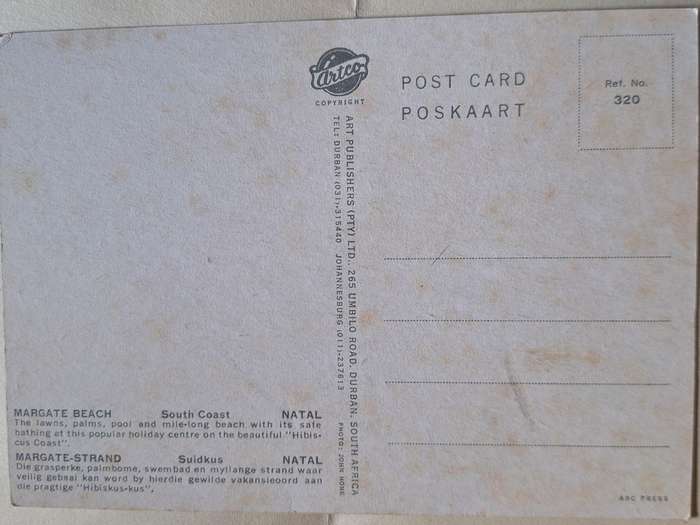 Artco
COPYRIGHT
POST CARD
POSKAART
Ref. No.
320
ART PUBLISHERS (PTY) LTD., 265 UMBILO ROAD, DURBAN, SOUTH AFRICA
TEL: DURBAN (031)-315440 JOHANNESBURG (011)-237613 PHOTO: JOHN HONE
MARGATE BEACH South Coast NATAL
The lawns, palms, pool and mile-long beach with its safe
bathing at this popular holiday centre on the beautiful "Hibis-
cus Coast".
MARGATE-STRAND Suidkus NATAL
Die grasperke, palmbome, swembad en myllange strand waar
veilig gebaai kan word by hierdie gewilde vakansieoord aan
die pragtige "Hibiskus-kus".
ABC PRESS